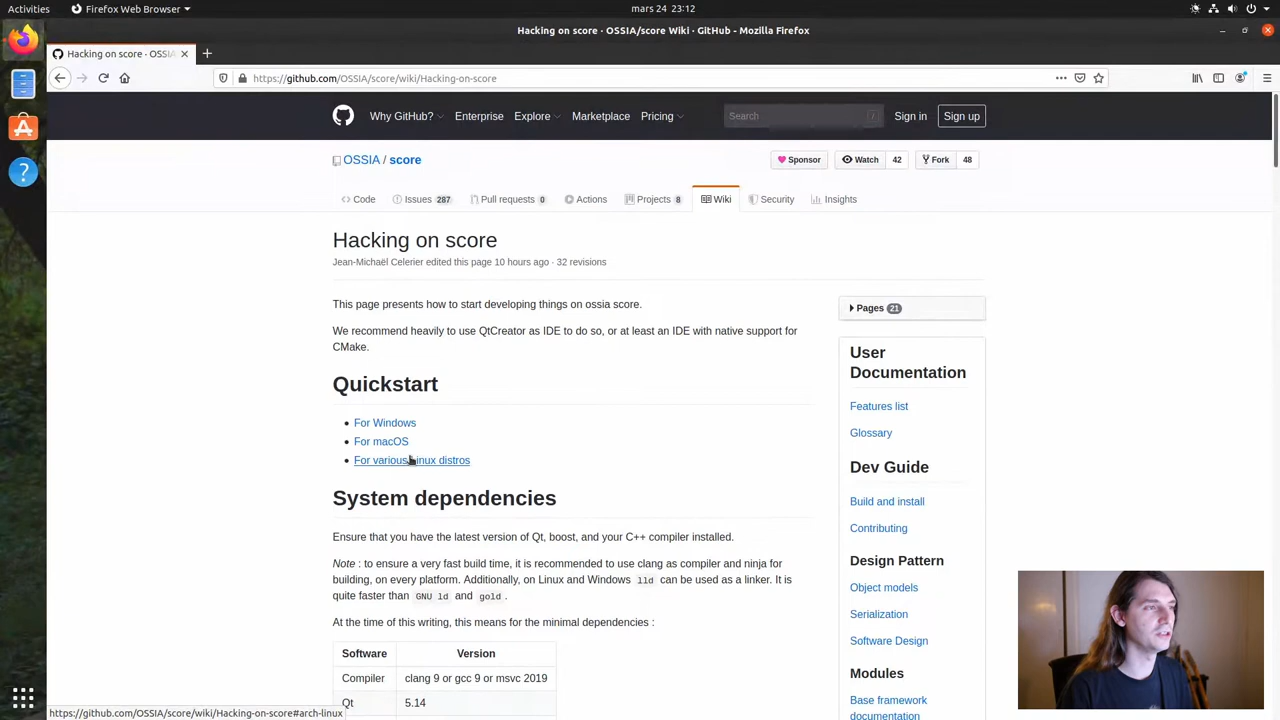 Activities
Firefox Web Browser
mars 24 23:12
Hacking on score · OSSIA/score Wiki · GitHub - Mozilla Firefox
Hacking on score · OSSIA
https://github.com/OSSIA/score/wiki/Hacking-on-score
Why GitHub? Enterprise Explore Marketplace Pricing
Search /
Sign in
Sign up
OSSIA / score
Sponsor
Watch 42
Fork 48
Code
Issues 287
Pull requests 0
Actions
Projects 8
Wiki
Security
Insights
Hacking on score
Jean-Michaël Celerier edited this page 10 hours ago · 32 revisions
This page presents how to start developing things on ossia score.
We recommend heavily to use QtCreator as IDE to do so, or at least an IDE with native support for
CMake.
Quickstart
For Windows
For macOS
For various Linux distros
System dependencies
Ensure that you have the latest version of Qt, boost, and your C++ compiler installed.
Note : to ensure a very fast build time, it is recommended to use clang as compiler and ninja for
building, on every platform. Additionally, on Linux and Windows lld can be used as a linker. It is
quite faster than GNU ld and gold .
At the time of this writing, this means for the minimal dependencies :
Software Version
Compiler clang 9 or gcc 9 or msvc 2019
Qt 5.14
Pages 21
User
Documentation
Features list
Glossary
Dev Guide
Build and install
Contributing
Design Pattern
Object models
Serialization
Software Design
Modules
Base framework
documentation
https://github.com/OSSIA/score/wiki/Hacking-on-score#arch-linux